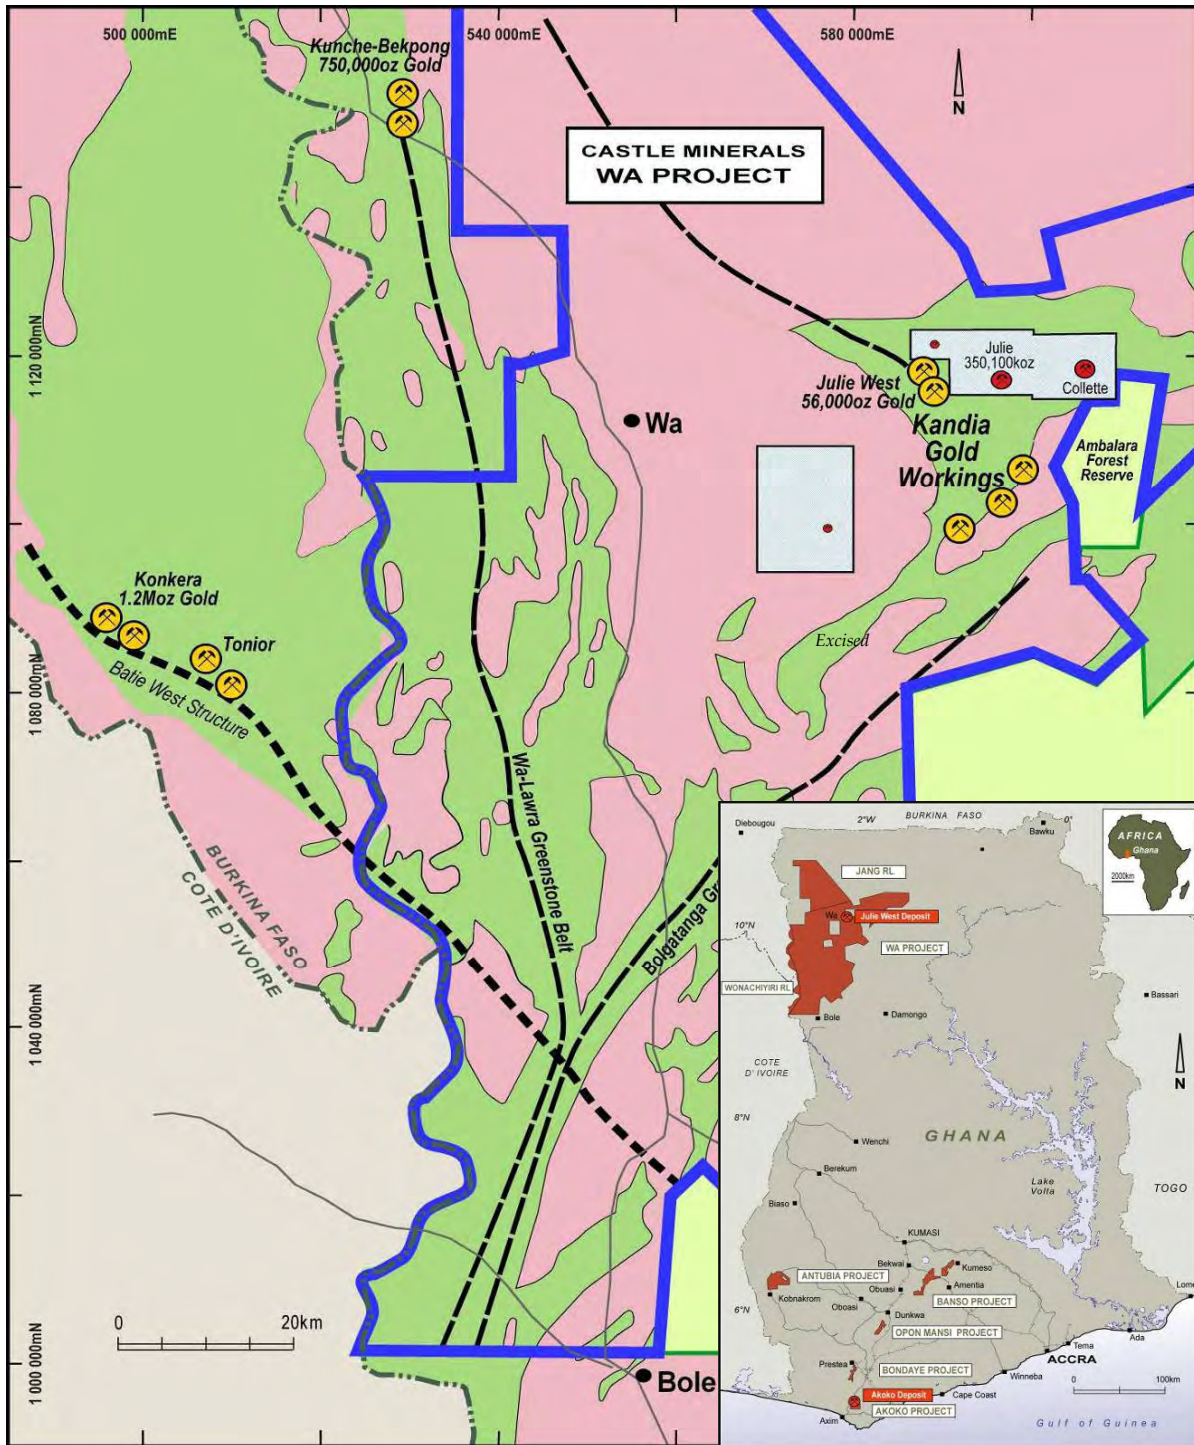 500 000mE
540 000mE
580 000mE
Kunche-Bekpong
750,000oz Gold
N
CASTLE MINERALS
WA PROJECT
1 120 000mN
Julie
350,100koz
Collette
Julie West
56,000oz Gold
Wa
Kandia
Gold
Workings
Ambalara
Forest
Reserve
Konkera
1.2Moz Gold
Tonior
Batie West Structure
Excised
1 080 000mN
Wa-Lawra Greenstone Belt
Bolgatanga Gr
BURKINA FASO
COTE D'IVOIRE
1 040 000mN
0
20km
1 000 000mN
Bole
Diebougou
2°W
BURKINA FASO
0°
Bawku
AFRICA
Ghana
2000km
JANG RL
Wa
Julie West Deposit
10°N
WA PROJECT
WONACHIYIRI RL
Bassari
Bole
Damongo
COTE
D' IVOIRE
N
8°N
Wenchi
GHANA
Berekum
Lake
Volta
TOGO
Biaso
KUMASI
Bekwai
Kumeso
ANTUBIA PROJECT
Obuasi
Amentia
Kobnakrom
Oboasi
BANSO PROJECT
Lome
6°N
Dunkwa
OPON MANSI PROJECT
Ada
Tema
Prestea
ACCRA
BONDAYE PROJECT
Winneba
Akoko Deposit
Cape Coast
0
100km
AKOKO PROJECT
Axim
Gulf of Guinea